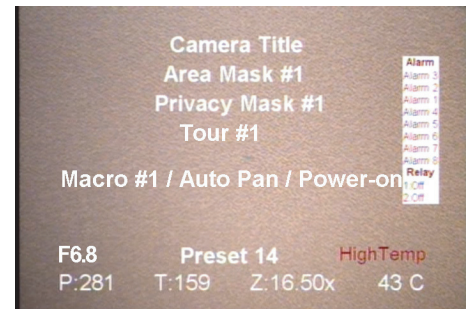 Camera Title
Area Mask #1
Privacy Mask #1
Tour #1
Macro #1 / Auto Pan / Power-on
Alarm
Alarm 3
Alarm 2
Alarm 1
Alarm 4
Alarm 5
Alarm 6
Alarm 7
Alarm 8
Relay
1:Off
2:Off
F6.8
Preset 14
HighTemp
P:281
T:159
Z:16.50x
43 C